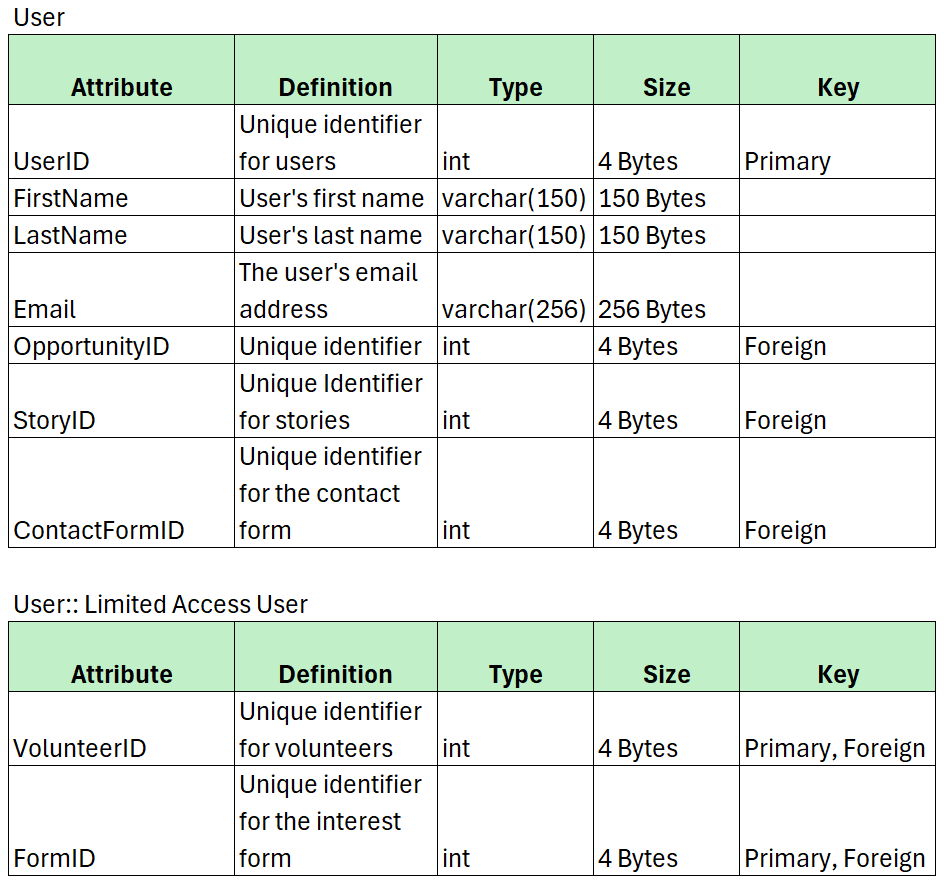 User
Attribute Definition Type Size Key
Unique identifier
UserID for users int 4 Bytes Primary
FirstName User's first name varchar(150) 150 Bytes
LastName User's last name varchar(150) 150 Bytes
The user's email
Email address varchar(256) 256 Bytes
OpportunityID Unique identifier int 4 Bytes Foreign
Unique Identifier
StoryID for stories int 4 Bytes Foreign
Unique identifier
for the contact
ContactFormID form int 4 Bytes Foreign
User:: Limited Access User
Attribute Definition Type Size Key
Unique identifier
VolunteerID for volunteers int 4 Bytes Primary, Foreign
Unique identifier
for the interest
FormID form int 4 Bytes Primary, Foreign